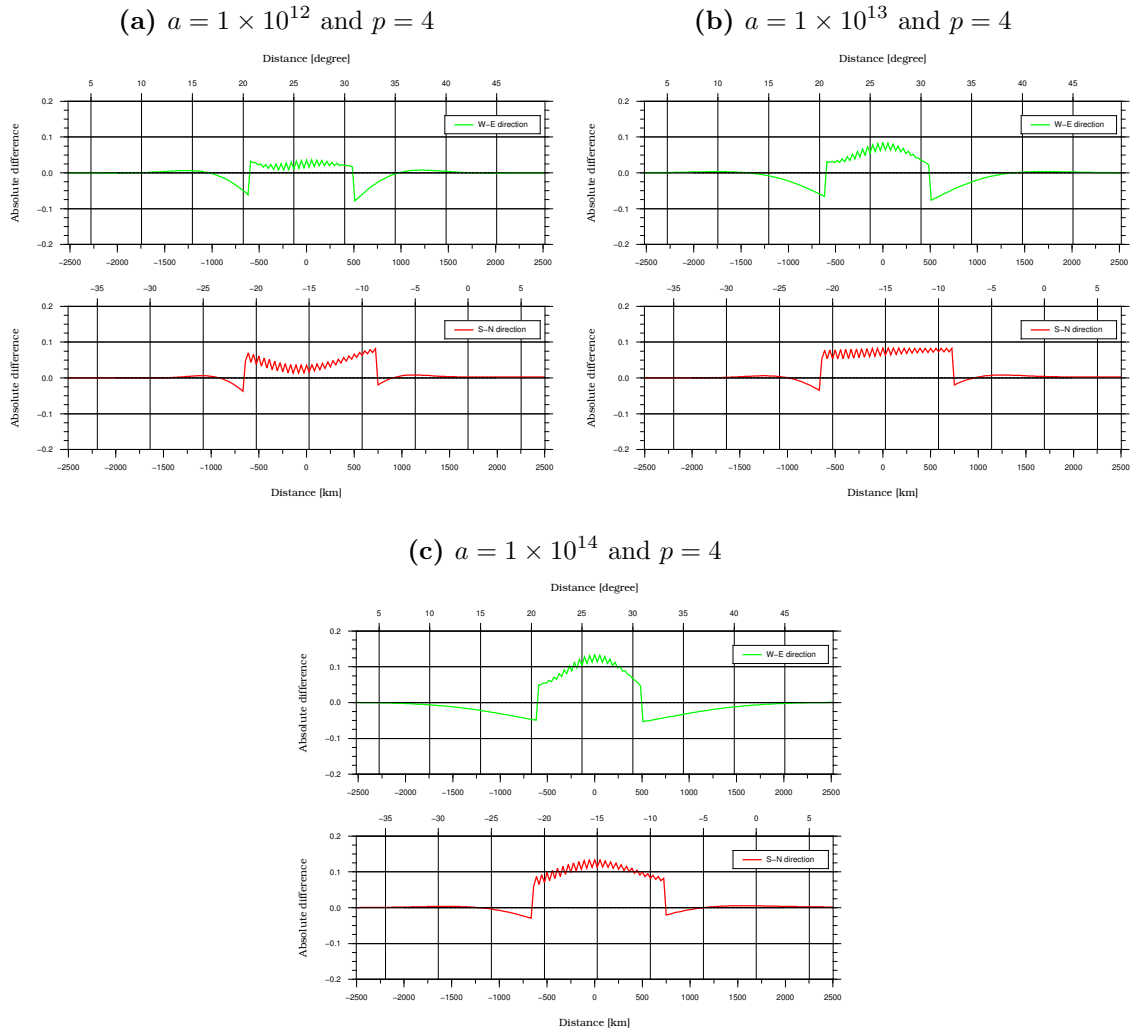 (a) a = 1 × 10^12 and p = 4
Distance [degree]
5 10 15 20 25 30 35 40 45
0.2
0.1
0.0
−0.1
−0.2
Absolute difference
W−E direction
−2500 −2000 −1500 −1000 −500 0 500 1000 1500 2000 2500
−35 −30 −25 −20 −15 −10 −5 0 5
0.2
0.1
0.0
−0.1
−0.2
Absolute difference
S−N direction
−2500 −2000 −1500 −1000 −500 0 500 1000 1500 2000 2500
Distance [km]
(b) a = 1 × 10^13 and p = 4
Distance [degree]
5 10 15 20 25 30 35 40 45
0.2
0.1
0.0
−0.1
−0.2
Absolute difference
W−E direction
−2500 −2000 −1500 −1000 −500 0 500 1000 1500 2000 2500
−35 −30 −25 −20 −15 −10 −5 0 5
0.2
0.1
0.0
−0.1
−0.2
Absolute difference
S−N direction
−2500 −2000 −1500 −1000 −500 0 500 1000 1500 2000 2500
Distance [km]
(c) a = 1 × 10^14 and p = 4
Distance [degree]
5 10 15 20 25 30 35 40 45
0.2
0.1
0.0
−0.1
−0.2
Absolute difference
W−E direction
−2500 −2000 −1500 −1000 −500 0 500 1000 1500 2000 2500
−35 −30 −25 −20 −15 −10 −5 0 5
0.2
0.1
0.0
−0.1
−0.2
Absolute difference
S−N direction
−2500 −2000 −1500 −1000 −500 0 500 1000 1500 2000 2500
Distance [km]